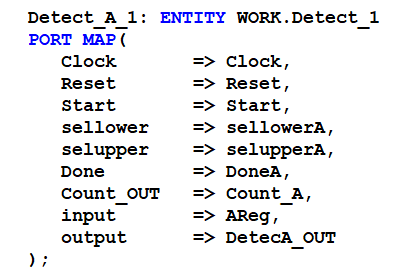 Detect_A_1: ENTITY WORK.Detect_1
PORT MAP(
Clock => Clock,
Reset => Reset,
Start => Start,
sellower => sellowerA,
selupper => selupperA,
Done => DoneA,
Count_OUT => Count_A,
input => AReg,
output => DetecA_OUT
);